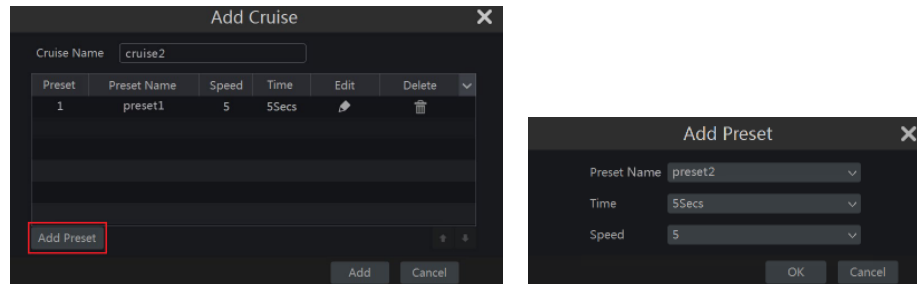 Add Cruise
Cruise Name cruise2
Preset Preset Name Speed Time Edit Delete
1 preset1 5 5Secs
Add Preset
Add Cancel
Add Preset
Preset Name preset2
Time 5Secs
Speed 5
OK Cancel